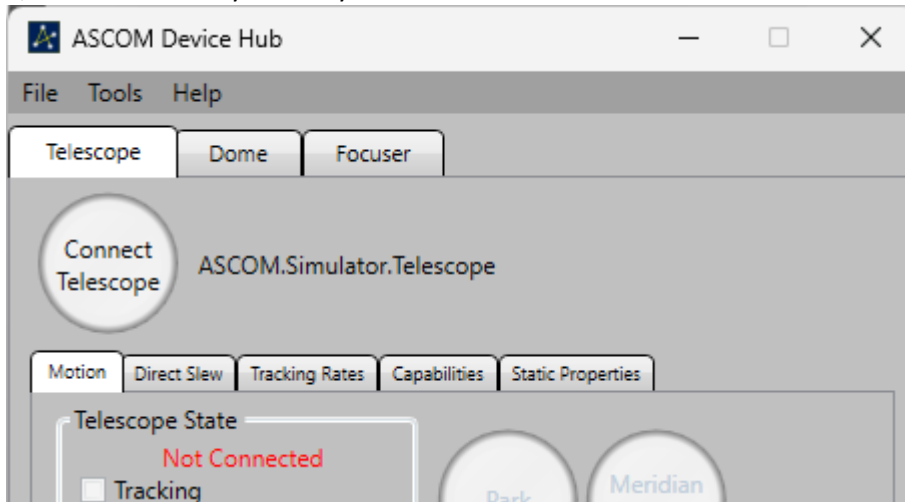 ASCOM Device Hub
File Tools Help
Telescope Dome Focuser
Connect
Telescope
ASCOM.Simulator.Telescope
Motion Direct Slew Tracking Rates Capabilities Static Properties
Telescope State
Not Connected
Tracking
Park
Meridian